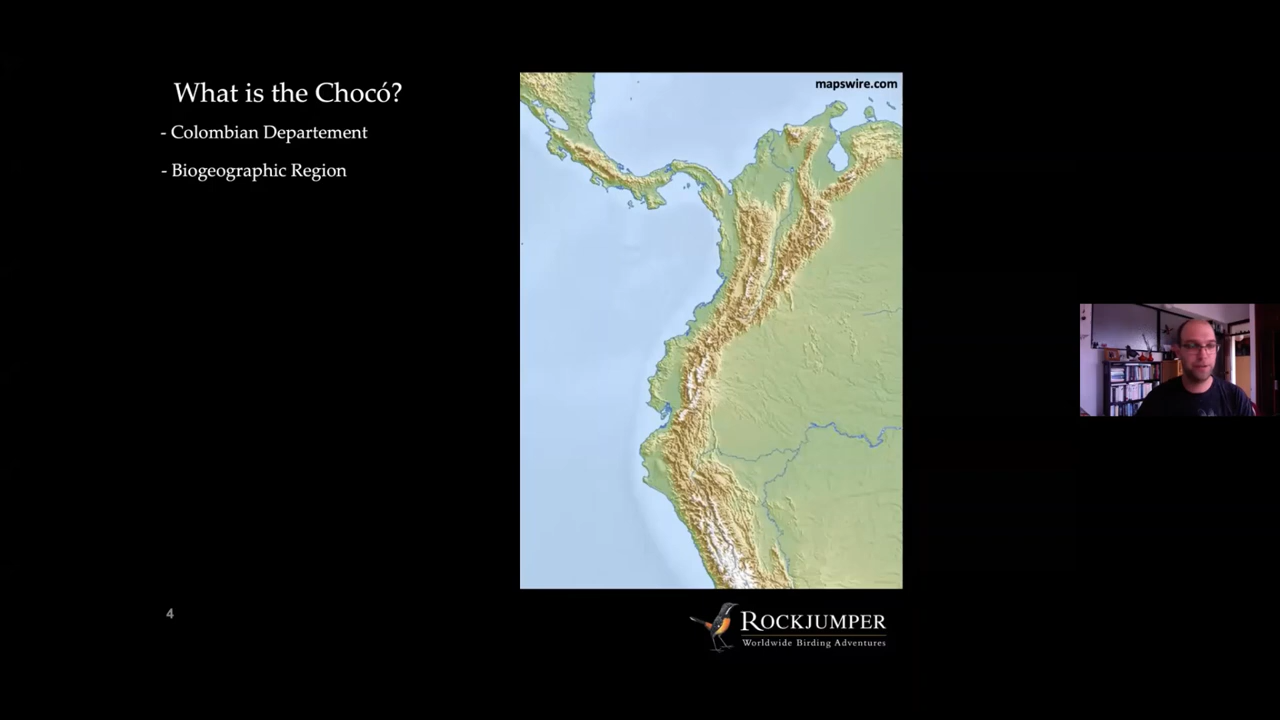 What is the Chocó?
- Colombian Departement
- Biogeographic Region
mapswire.com
4
ROCKJUMPER
Worldwide Birding Adventures